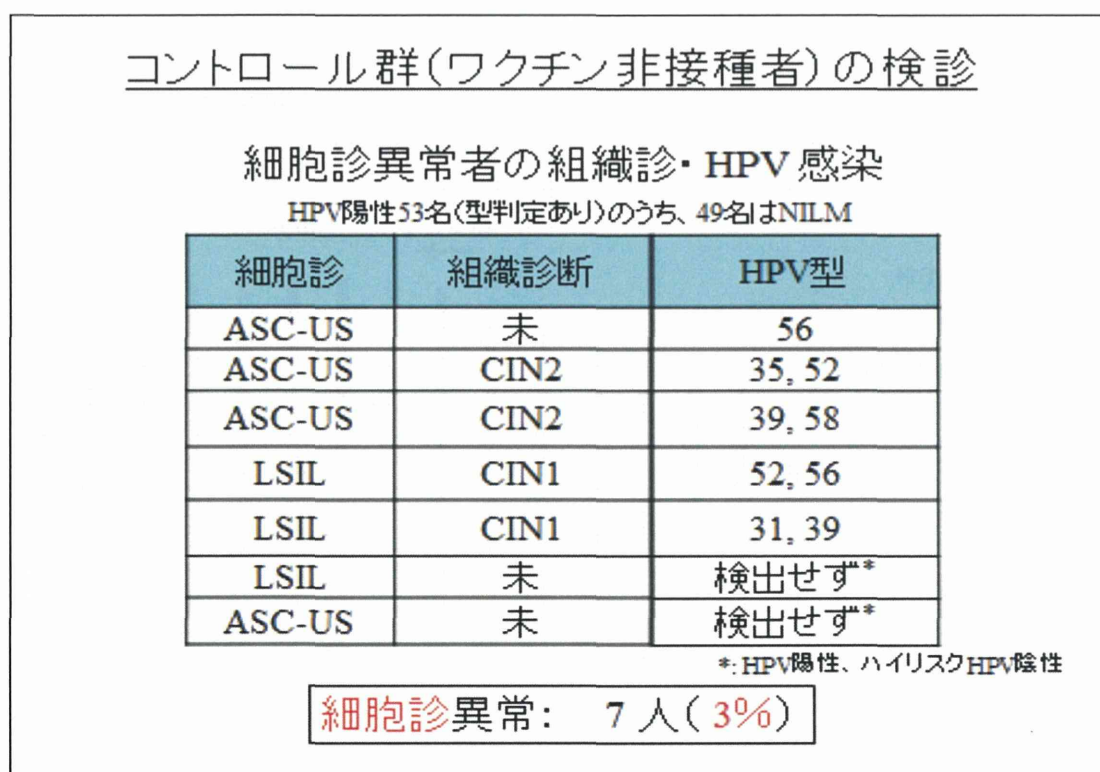 コントロール群(ワクチン非接種者)の検診
細胞診異常者の組織診・HPV感染
HPV陽性53名(型判定あり)のうち、49名はNILM
細胞診 組織診断 HPV型
ASC-US 未 56
ASC-US CIN2 35, 52
ASC-US CIN2 39, 58
LSIL CIN1 52, 56
LSIL CIN1 31, 39
LSIL 未 検出せず*
ASC-US 未 検出せず*
*: HPV陽性、ハイリスクHPV陰性
細胞診異常: 7人(3%)